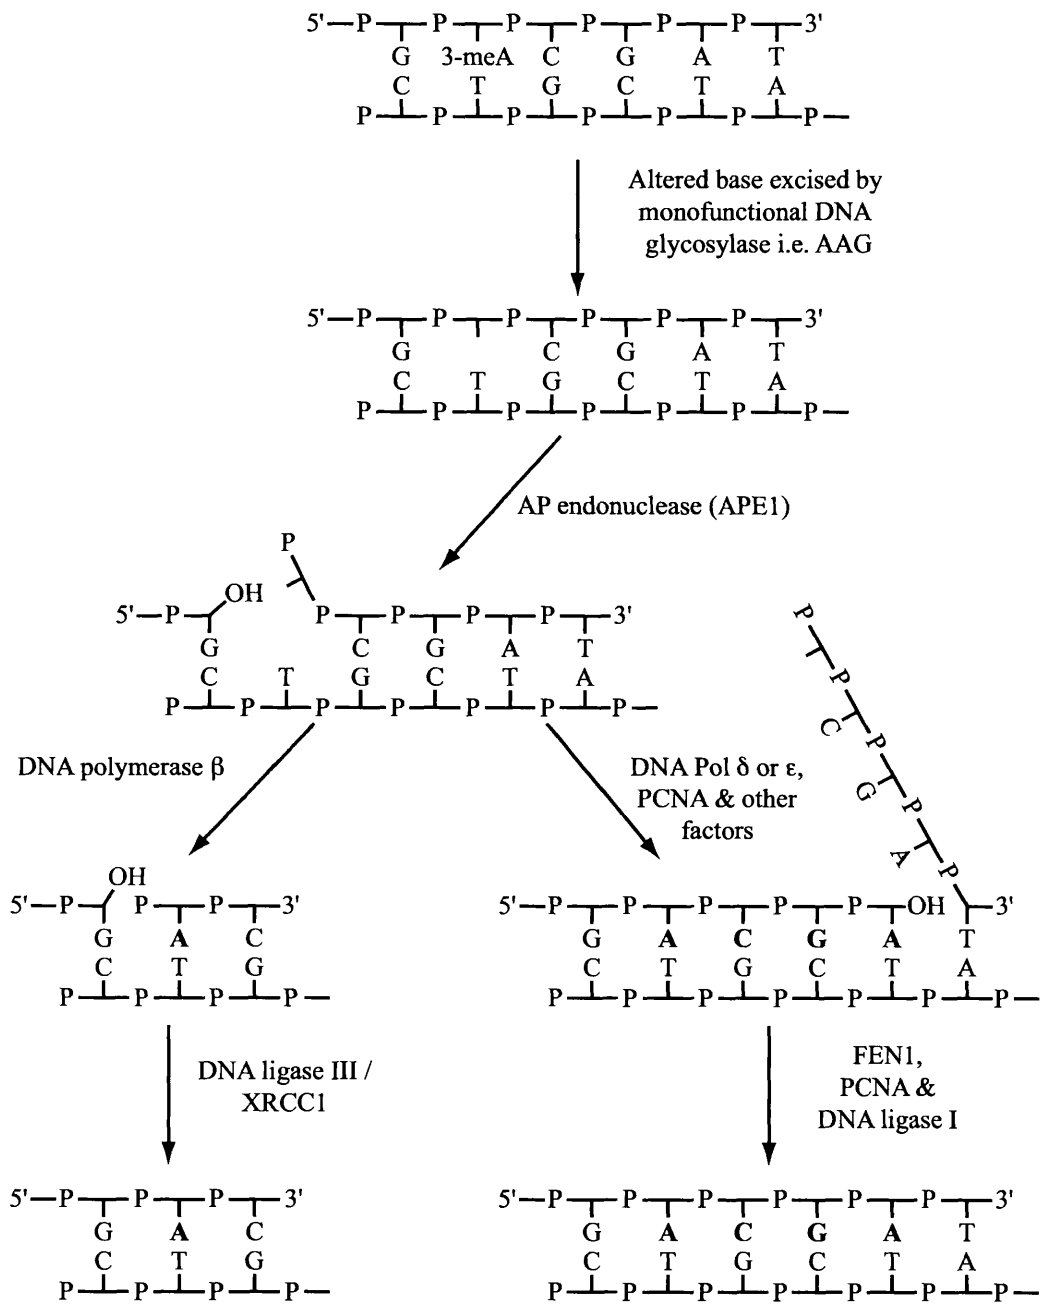 5'—P P P P P P 3'
G 3-meA C G A T
C T G C T A
P P P P P P P
Altered base excised by
monofunctional DNA
glycosylase i.e. AAG
5'—P P P P P P 3'
G C G A T
C T G C T A
P P P P P P P
AP endonuclease (APE1)
P
OH
5'—P P P P P 3'
G C G A T
C T G C T A
P P P P P P P
P
P
C
P
G
P
A
P
DNA polymerase β
DNA Pol δ or ε,
PCNA & other
factors
OH
5'—P P P 3'
G A C
C T G
P P P P
5'—P P P P P OH 3'
G A C G A T
C T G C T A
P P P P P P P
DNA ligase III /
XRCC1
FEN1,
PCNA &
DNA ligase I
5'—P P P 3'
G A C
C T G
P P P P
5'—P P P P P P 3'
G A C G A T
C T G C T A
P P P P P P P